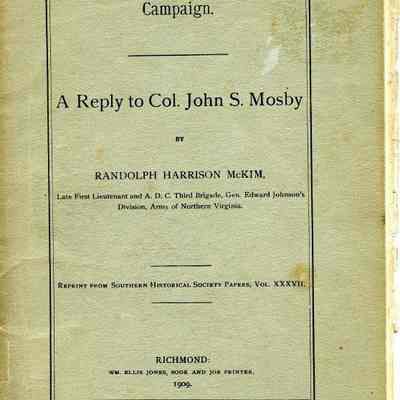 Campaign.
A Reply to Col. John S. Mosby
BY
RANDOLPH HARRISON McKIM,
Late First Lieutenant and A. D. C. Third Brigade, Gen. Edward Johnson's
Division, Army of Northern Virginia.
REPRINT FROM SOUTHERN HISTORICAL SOCIETY PAPERS, VOL. XXXVII.
RICHMOND:
WM. ELLIS JONES, BOOK AND JOB PRINTER,
1909.